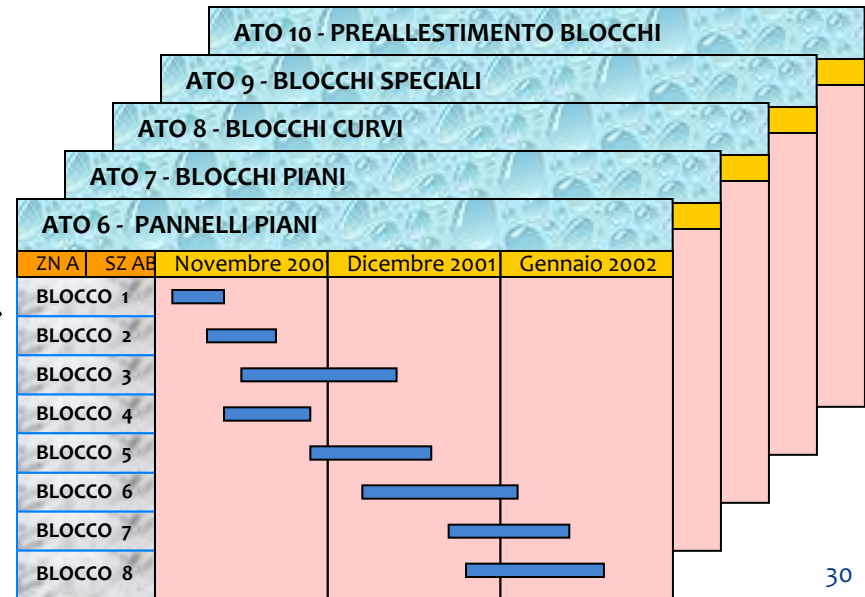 ATO 10 - PREALLESTIMENTO BLOCCHI
ATO 9 - BLOCCHI SPECIALI
ATO 8 - BLOCCHI CURVI
ATO 7 - BLOCCHI PIANI
ATO 6 - PANNELLI PIANI
ZN A SZ AB Novembre 200 Dicembre 2001 Gennaio 2002
BLOCCO 1
BLOCCO 2
BLOCCO 3
BLOCCO 4
BLOCCO 5
BLOCCO 6
BLOCCO 7
BLOCCO 8
30